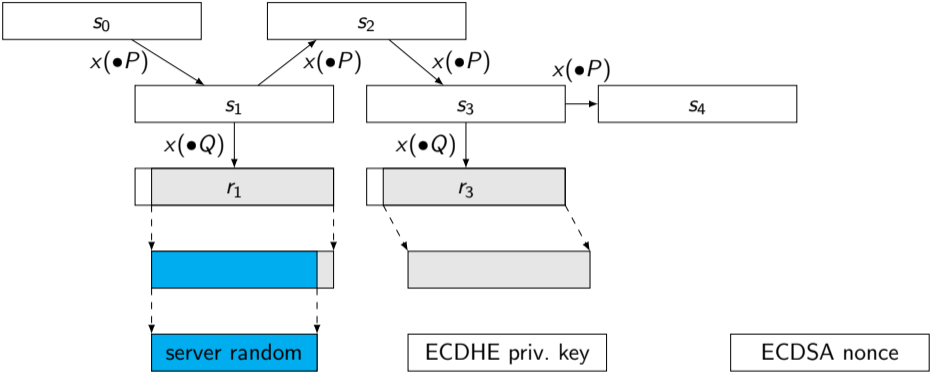 s₀
s₂
x(•P)
x(•P)
x(•P)
x(•P)
s₁
s₃
s₄
x(•Q)
x(•Q)
r₁
r₃
server random
ECDHE priv. key
ECDSA nonce